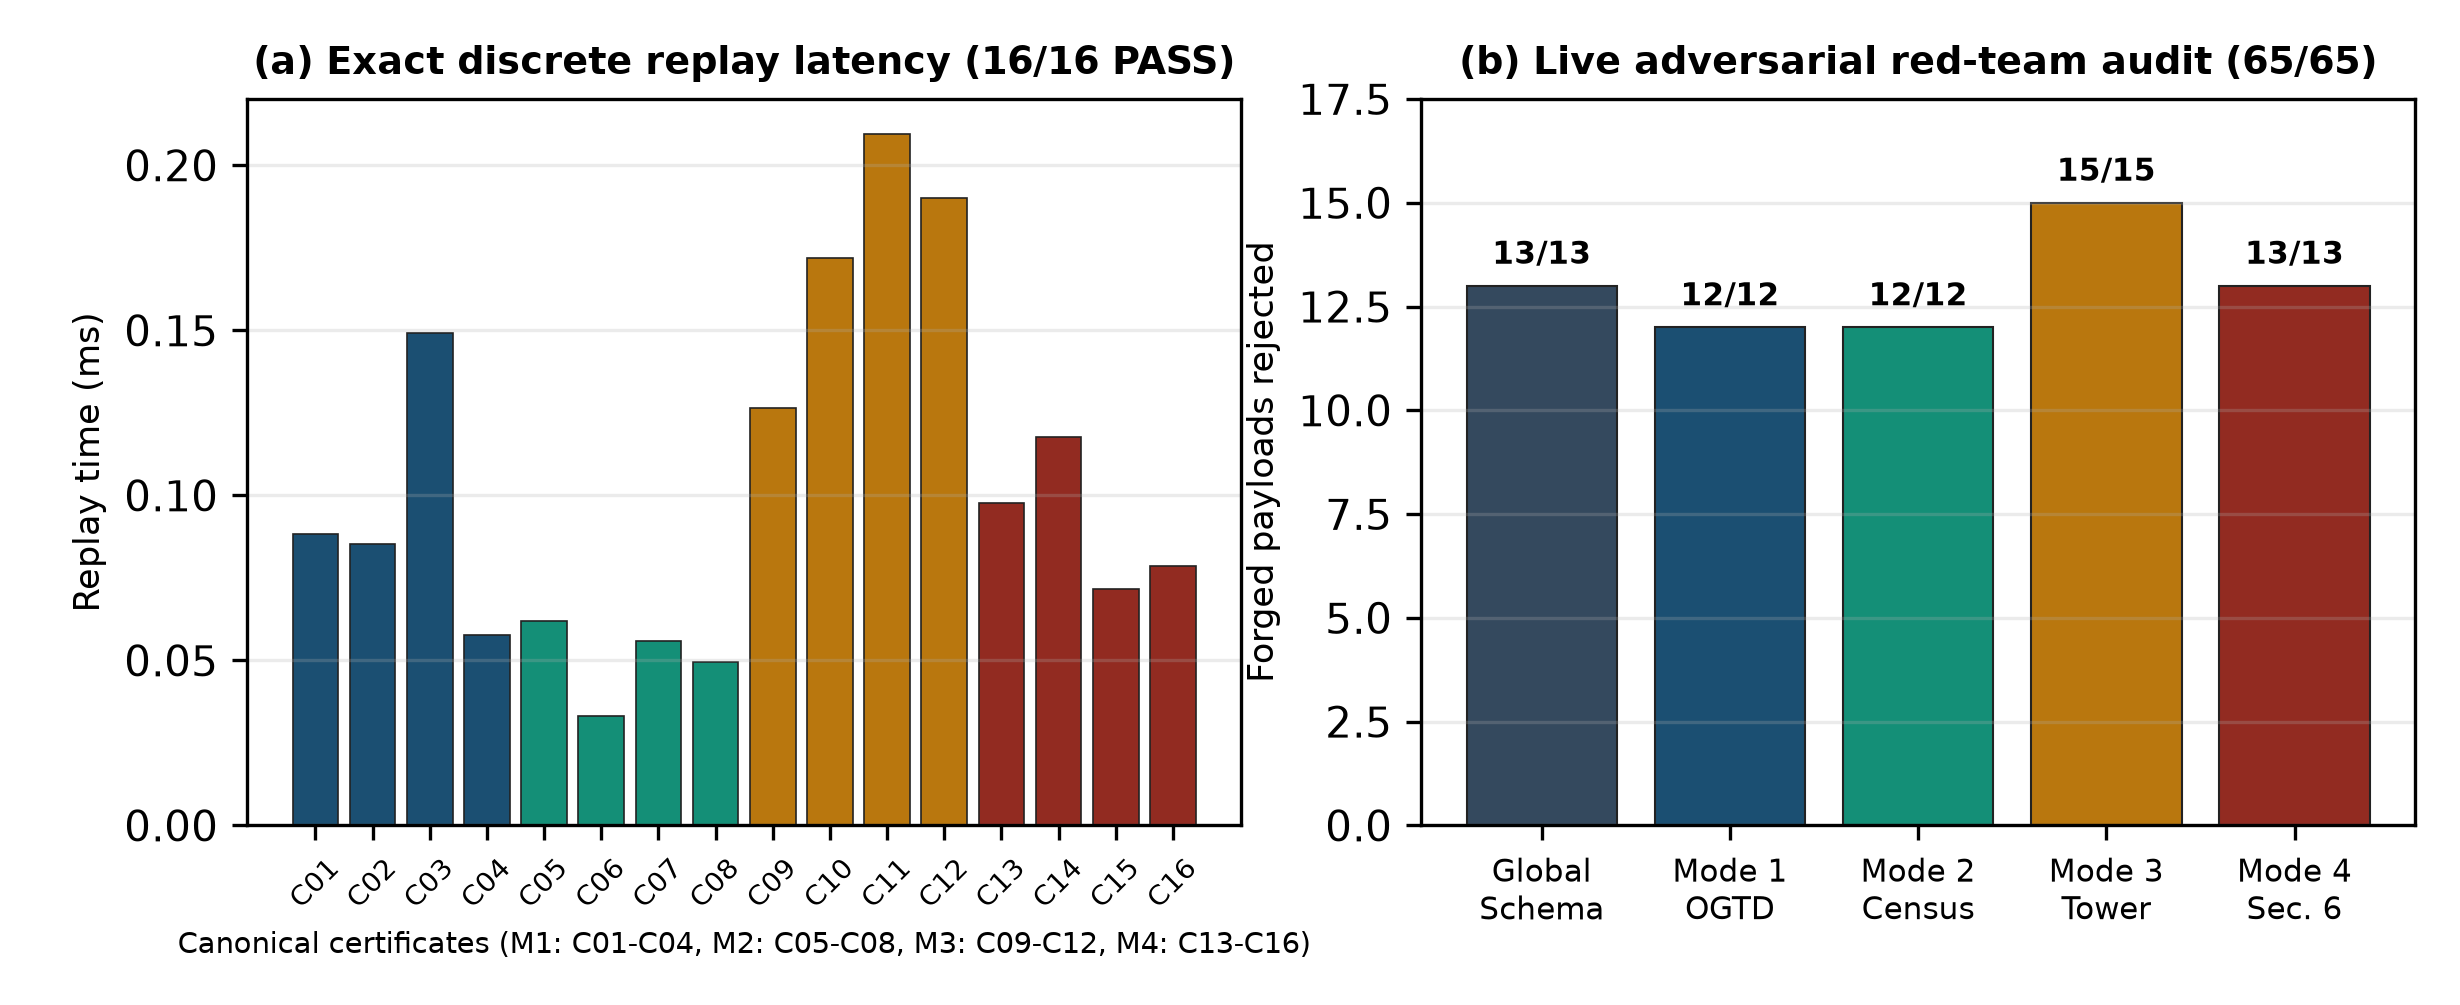 (a) Exact discrete replay latency (16/16 PASS)
Replay time (ms)
0.20
0.15
0.10
0.05
0.00
C01
C02
C03
C04
C05
C06
C07
C08
C09
C10
C11
C12
C13
C14
C15
C16
Canonical certificates (M1: C01-C04, M2: C05-C08, M3: C09-C12, M4: C13-C16)
(b) Live adversarial red-team audit (65/65)
Forged payloads rejected
17.5
15.0
12.5
10.0
7.5
5.0
2.5
0.0
13/13
12/12
12/12
15/15
13/13
Global
Schema
Mode 1
OGTD
Mode 2
Census
Mode 3
Tower
Mode 4
Sec. 6